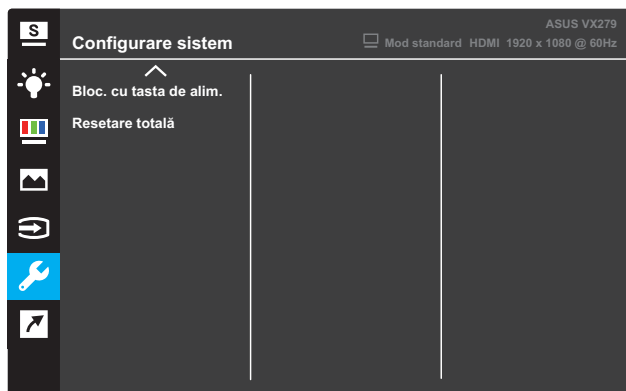 S
ASUS VX279
Configurare sistem
Mod standard HDMI 1920 x 1080 @ 60Hz
Bloc. cu tasta de alim.
Resetare totală